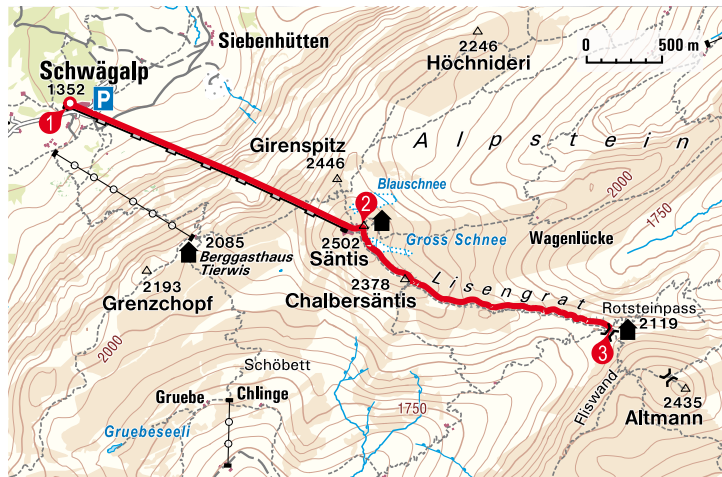 Siebenhütten
2246
Höchnideri
0 500 m
Schwägalp
1352
P
1
Girenspitz
2446
Alpstein
2000
1750
Blauschnee
2
Gross Schnee
Wagenlücke
2502
Säntis
2085
Berggasthaus
Tierwis
2193
Grenzchopf
2378
Chalbersäntis
Lisengrat
Rotsteinpass
2119
3
2000
Schöbett
Gruebe
Chlinge
1750
Fliswand
2435
Altmann
Gruebeseeli